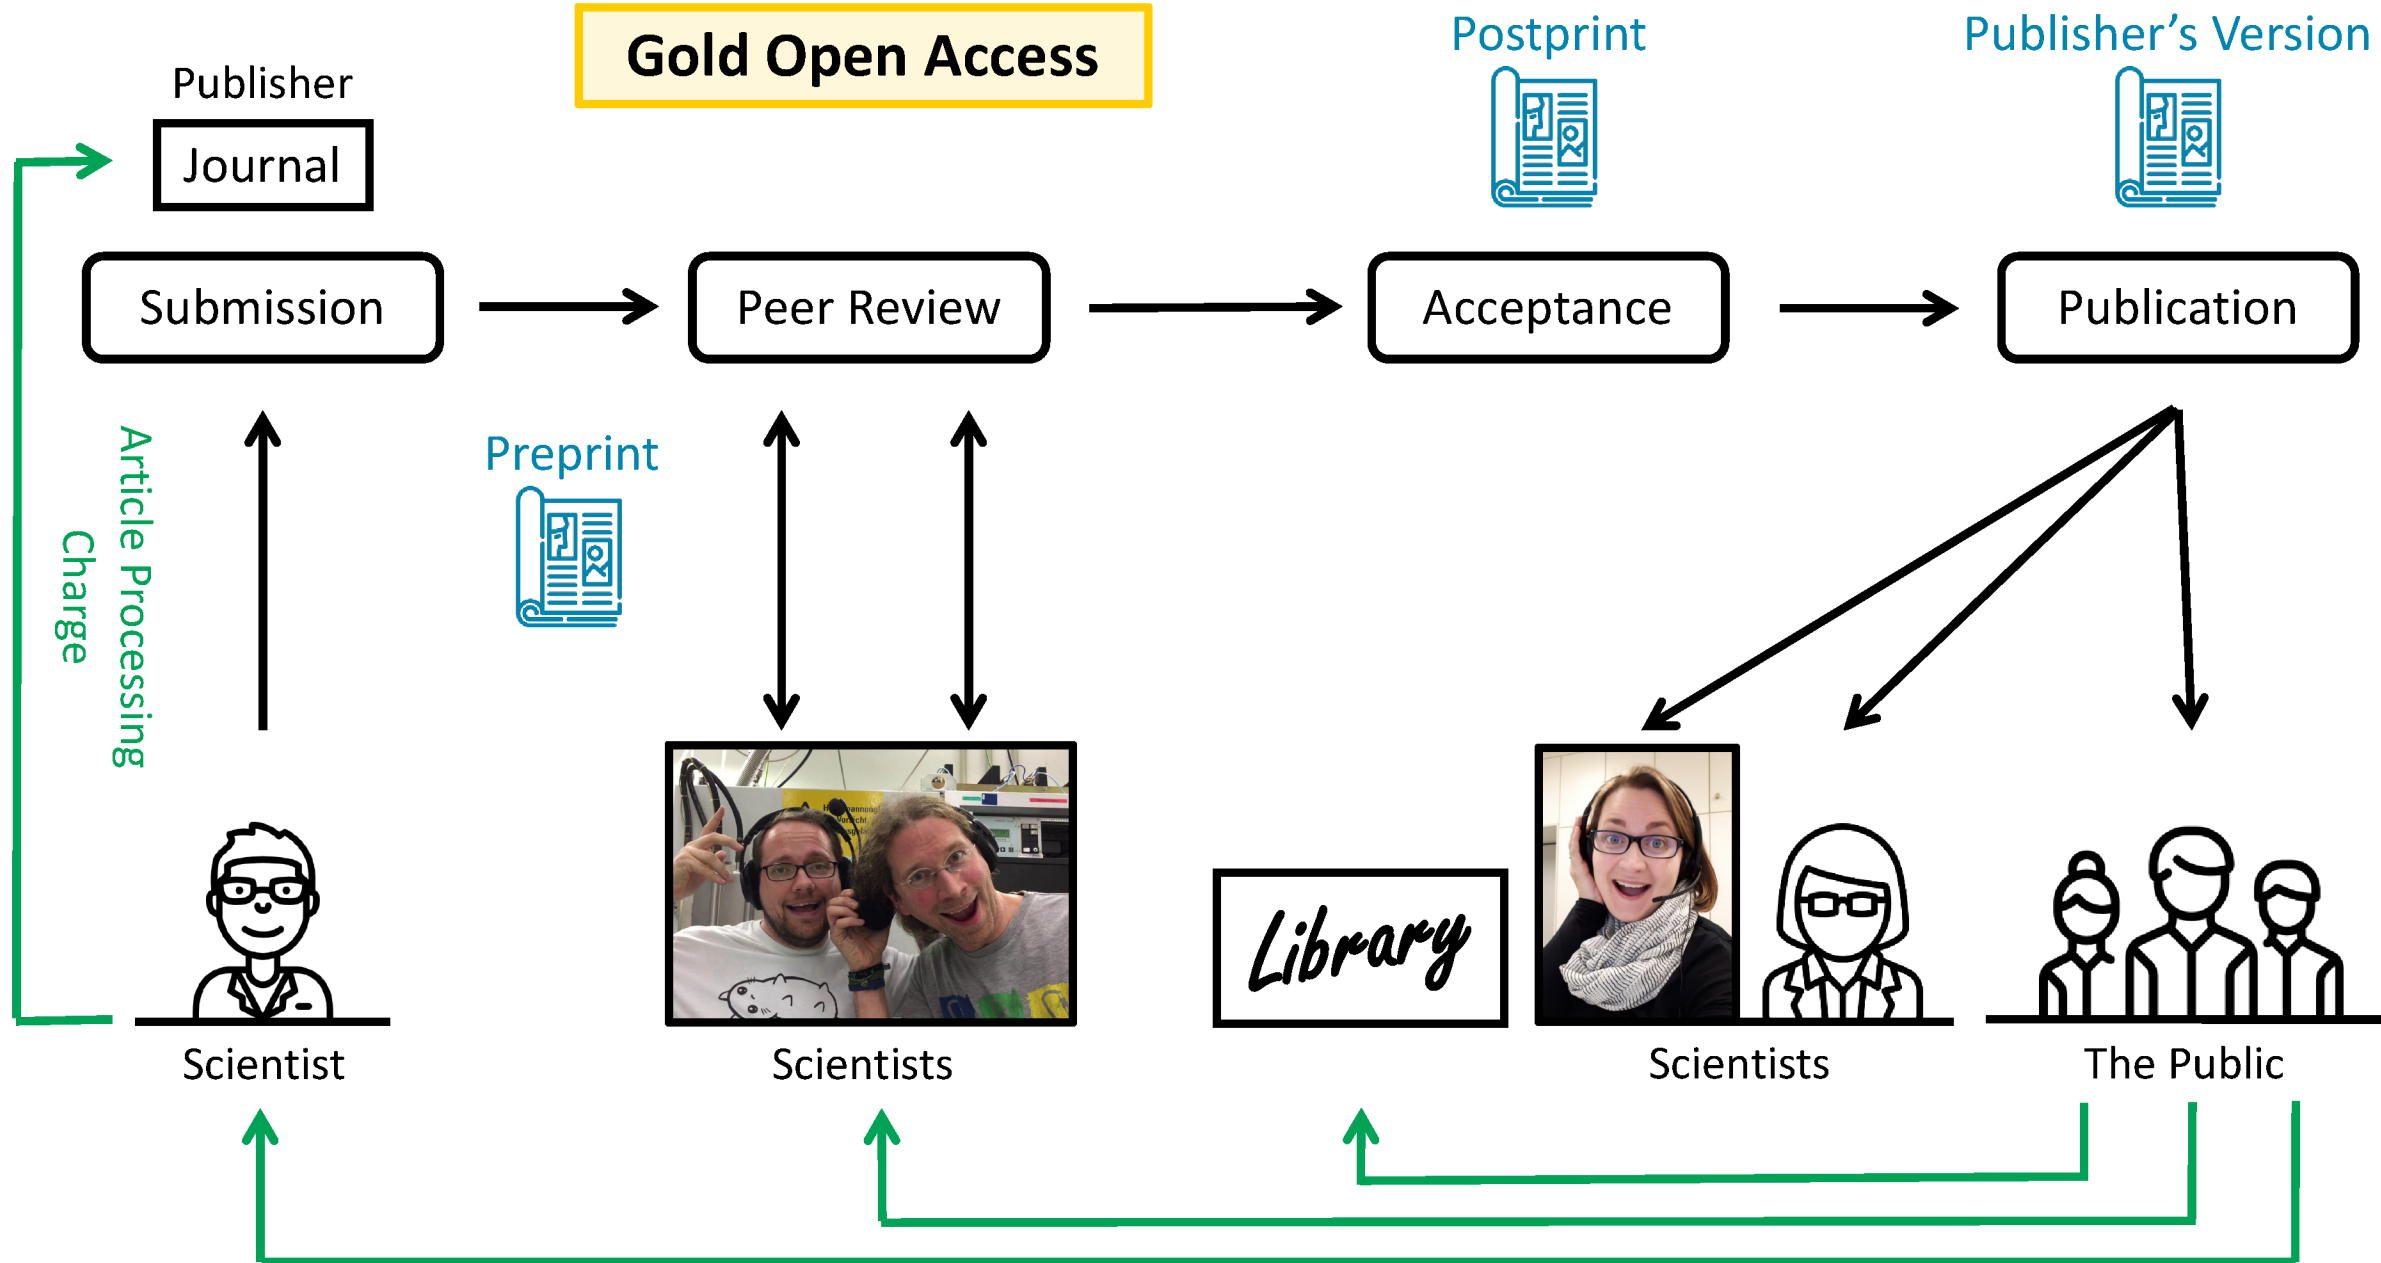 Gold Open Access
Postprint
Publisher’s Version
Publisher
Journal
Submission
Peer Review
Acceptance
Publication
Article Processing
Charge
Preprint
Library
Scientist
Scientists
Scientists
The Public